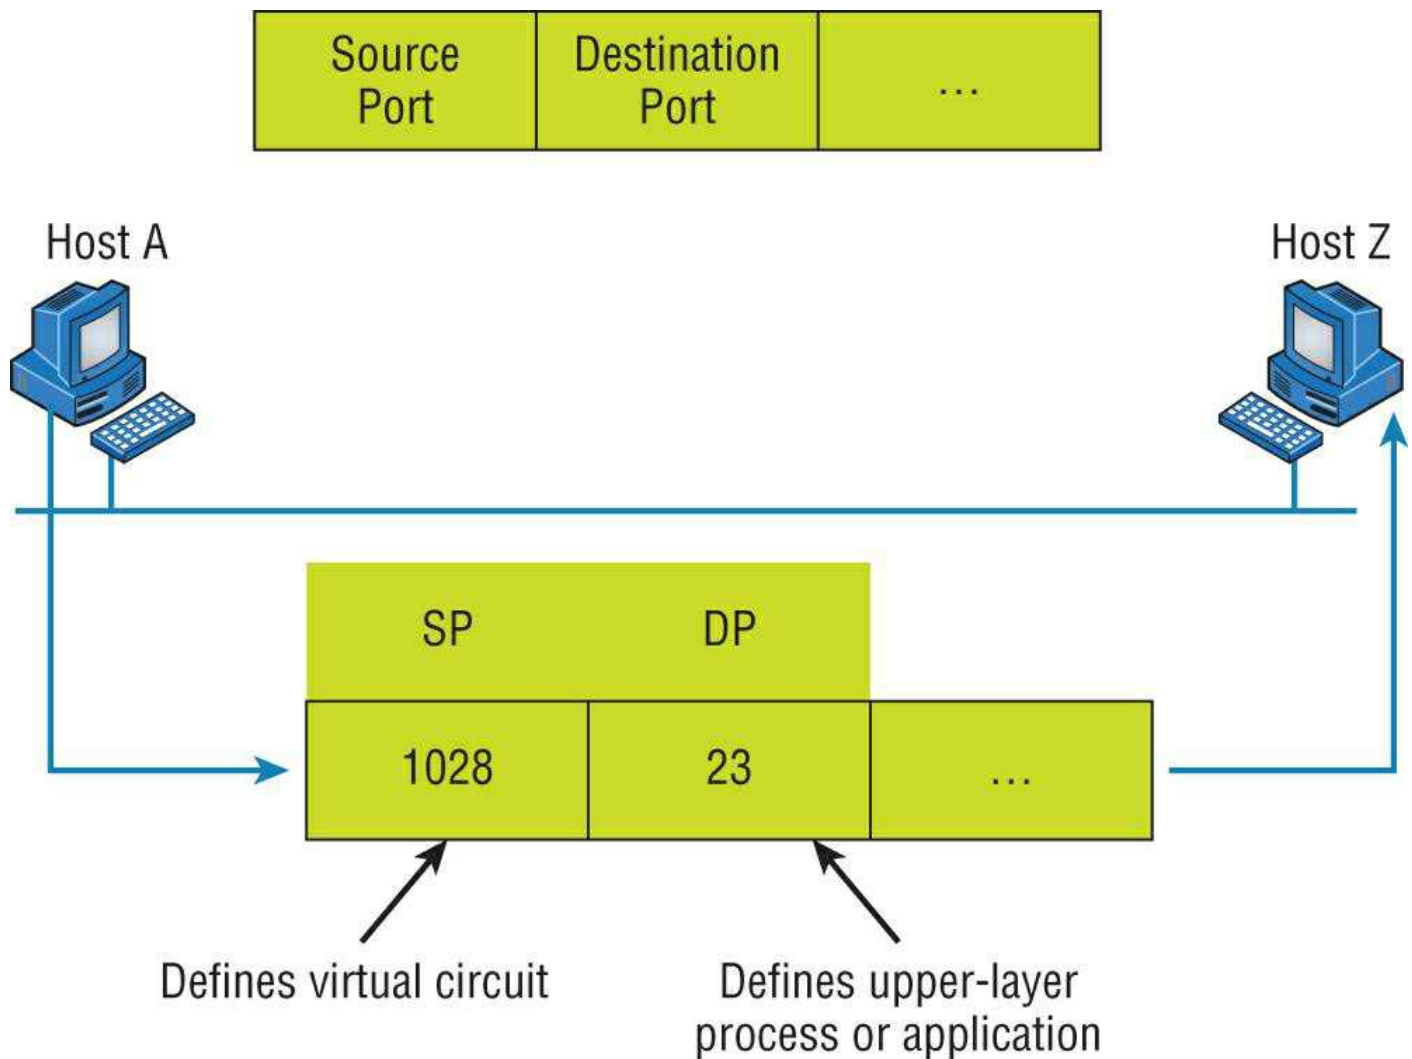 Source
Port
Destination
Port
...
Host A
Host Z
SP
DP
1028
23
...
Defines virtual circuit
Defines upper-layer
process or application